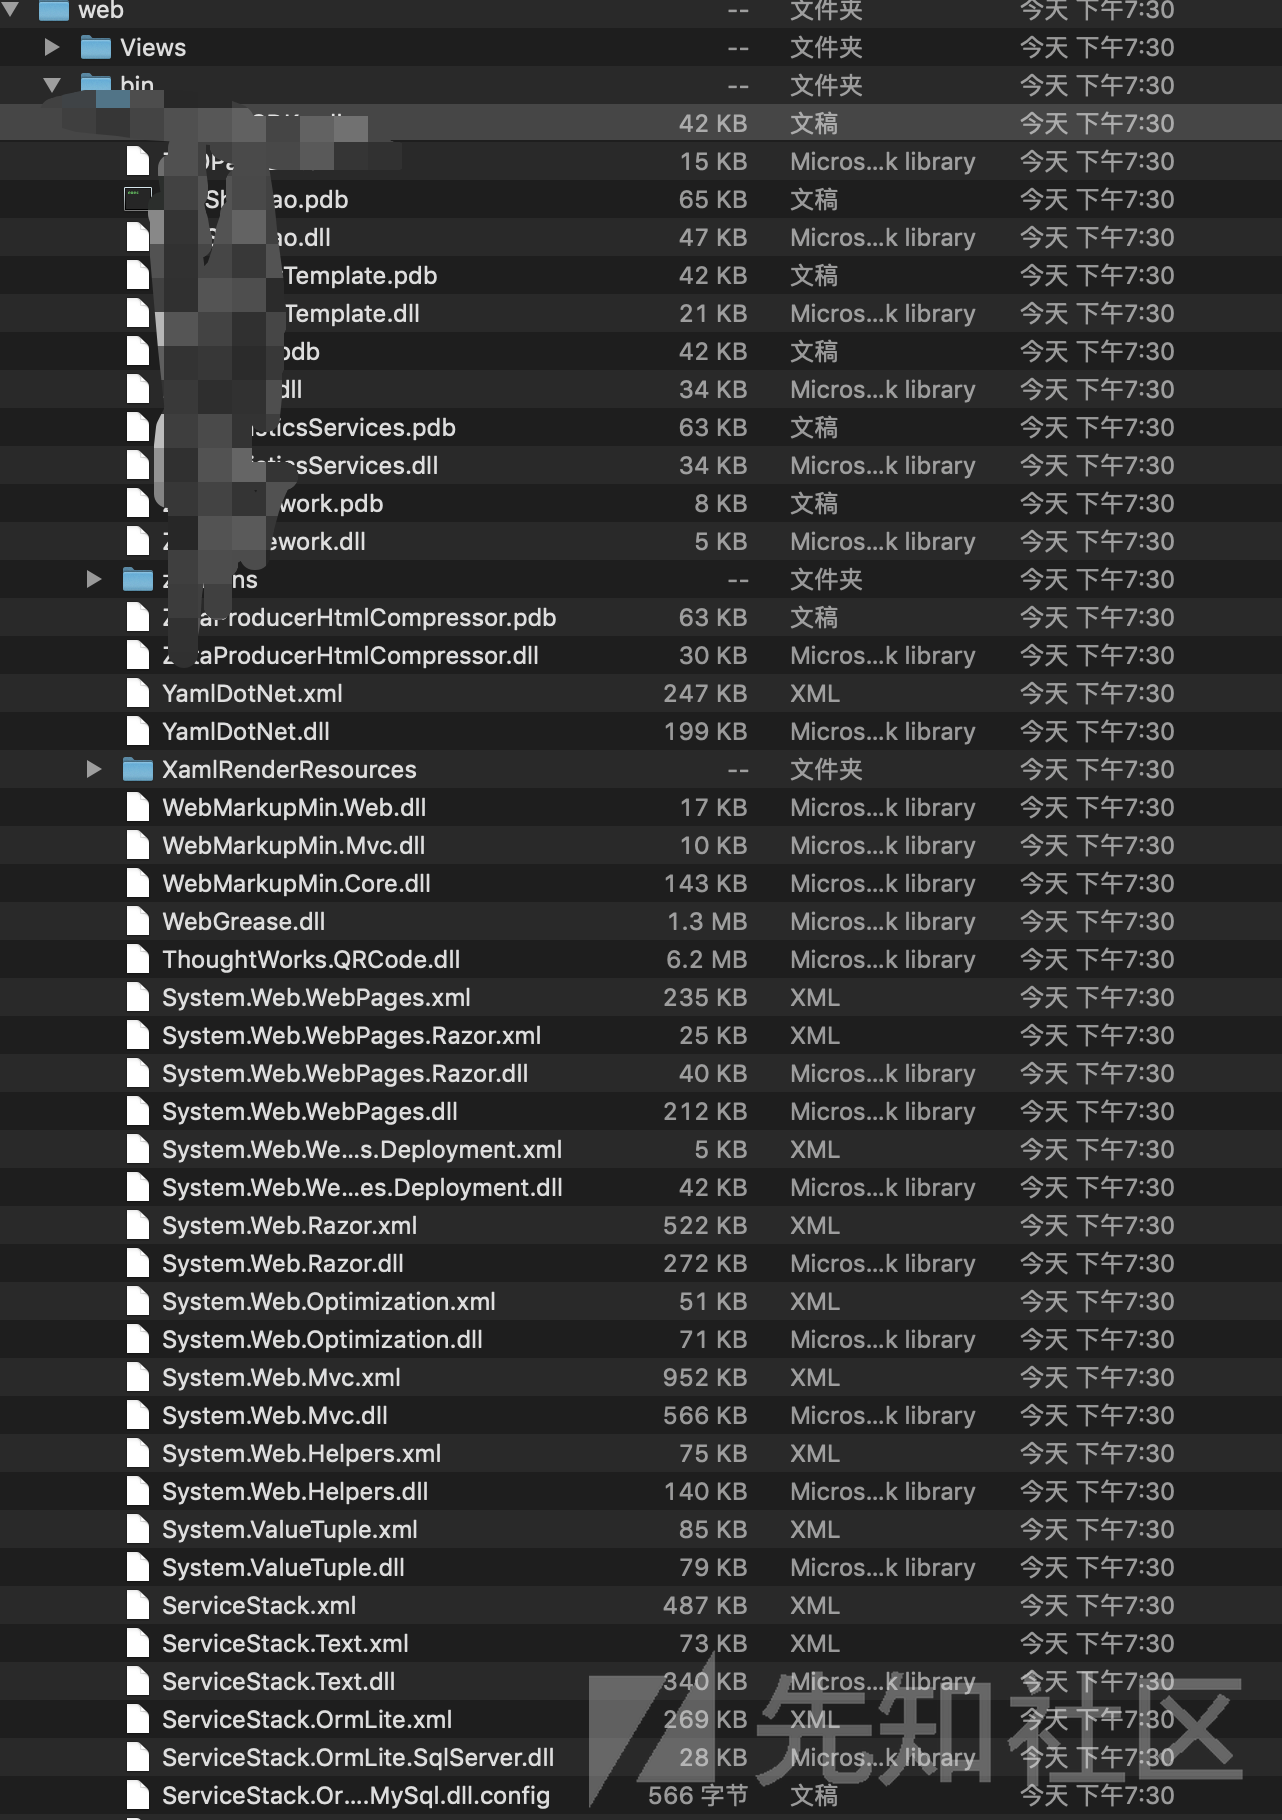 web -- 文件夹 今天 下午7:30
Views -- 文件夹 今天 下午7:30
bin -- 文件夹 今天 下午7:30
42 KB 文稿 今天 下午7:30
15 KB Micros...k library 今天 下午7:30
ao.pdb 65 KB 文稿 今天 下午7:30
ao.dll 47 KB Micros...k library 今天 下午7:30
Template.pdb 42 KB 文稿 今天 下午7:30
Template.dll 21 KB Micros...k library 今天 下午7:30
pdb 42 KB 文稿 今天 下午7:30
dll 34 KB Micros...k library 今天 下午7:30
sticsServices.pdb 63 KB 文稿 今天 下午7:30
sticsServices.dll 34 KB Micros...k library 今天 下午7:30
work.pdb 8 KB 文稿 今天 下午7:30
ework.dll 5 KB Micros...k library 今天 下午7:30
ns -- 文件夹 今天 下午7:30
aProducerHtmlCompressor.pdb 63 KB 文稿 今天 下午7:30
taProducerHtmlCompressor.dll 30 KB Micros...k library 今天 下午7:30
YamlDotNet.xml 247 KB XML 今天 下午7:30
YamlDotNet.dll 199 KB Micros...k library 今天 下午7:30
XamlRenderResources -- 文件夹 今天 下午7:30
WebMarkupMin.Web.dll 17 KB Micros...k library 今天 下午7:30
WebMarkupMin.Mvc.dll 10 KB Micros...k library 今天 下午7:30
WebMarkupMin.Core.dll 143 KB Micros...k library 今天 下午7:30
WebGrease.dll 1.3 MB Micros...k library 今天 下午7:30
ThoughtWorks.QRCode.dll 6.2 MB Micros...k library 今天 下午7:30
System.Web.WebPages.xml 235 KB XML 今天 下午7:30
System.Web.WebPages.Razor.xml 25 KB XML 今天 下午7:30
System.Web.WebPages.Razor.dll 40 KB Micros...k library 今天 下午7:30
System.Web.WebPages.dll 212 KB Micros...k library 今天 下午7:30
System.Web.We...s.Deployment.xml 5 KB XML 今天 下午7:30
System.Web.We...es.Deployment.dll 42 KB Micros...k library 今天 下午7:30
System.Web.Razor.xml 522 KB XML 今天 下午7:30
System.Web.Razor.dll 272 KB Micros...k library 今天 下午7:30
System.Web.Optimization.xml 51 KB XML 今天 下午7:30
System.Web.Optimization.dll 71 KB Micros...k library 今天 下午7:30
System.Web.Mvc.xml 952 KB XML 今天 下午7:30
System.Web.Mvc.dll 566 KB Micros...k library 今天 下午7:30
System.Web.Helpers.xml 75 KB XML 今天 下午7:30
System.Web.Helpers.dll 140 KB Micros...k library 今天 下午7:30
System.ValueTuple.xml 85 KB XML 今天 下午7:30
System.ValueTuple.dll 79 KB Micros...k library 今天 下午7:30
ServiceStack.xml 487 KB XML 今天 下午7:30
ServiceStack.Text.xml 73 KB XML 今天 下午7:30
ServiceStack.Text.dll 340 KB Micros...k library 今天 下午7:30
ServiceStack.OrmLite.xml 269 KB XML 今天 下午7:30
ServiceStack.OrmLite.SqlServer.dll 28 KB Micros...k library 今天 下午7:30
ServiceStack.Or....MySql.dll.config 566 字节 文稿 今天 下午7:30
先知社区